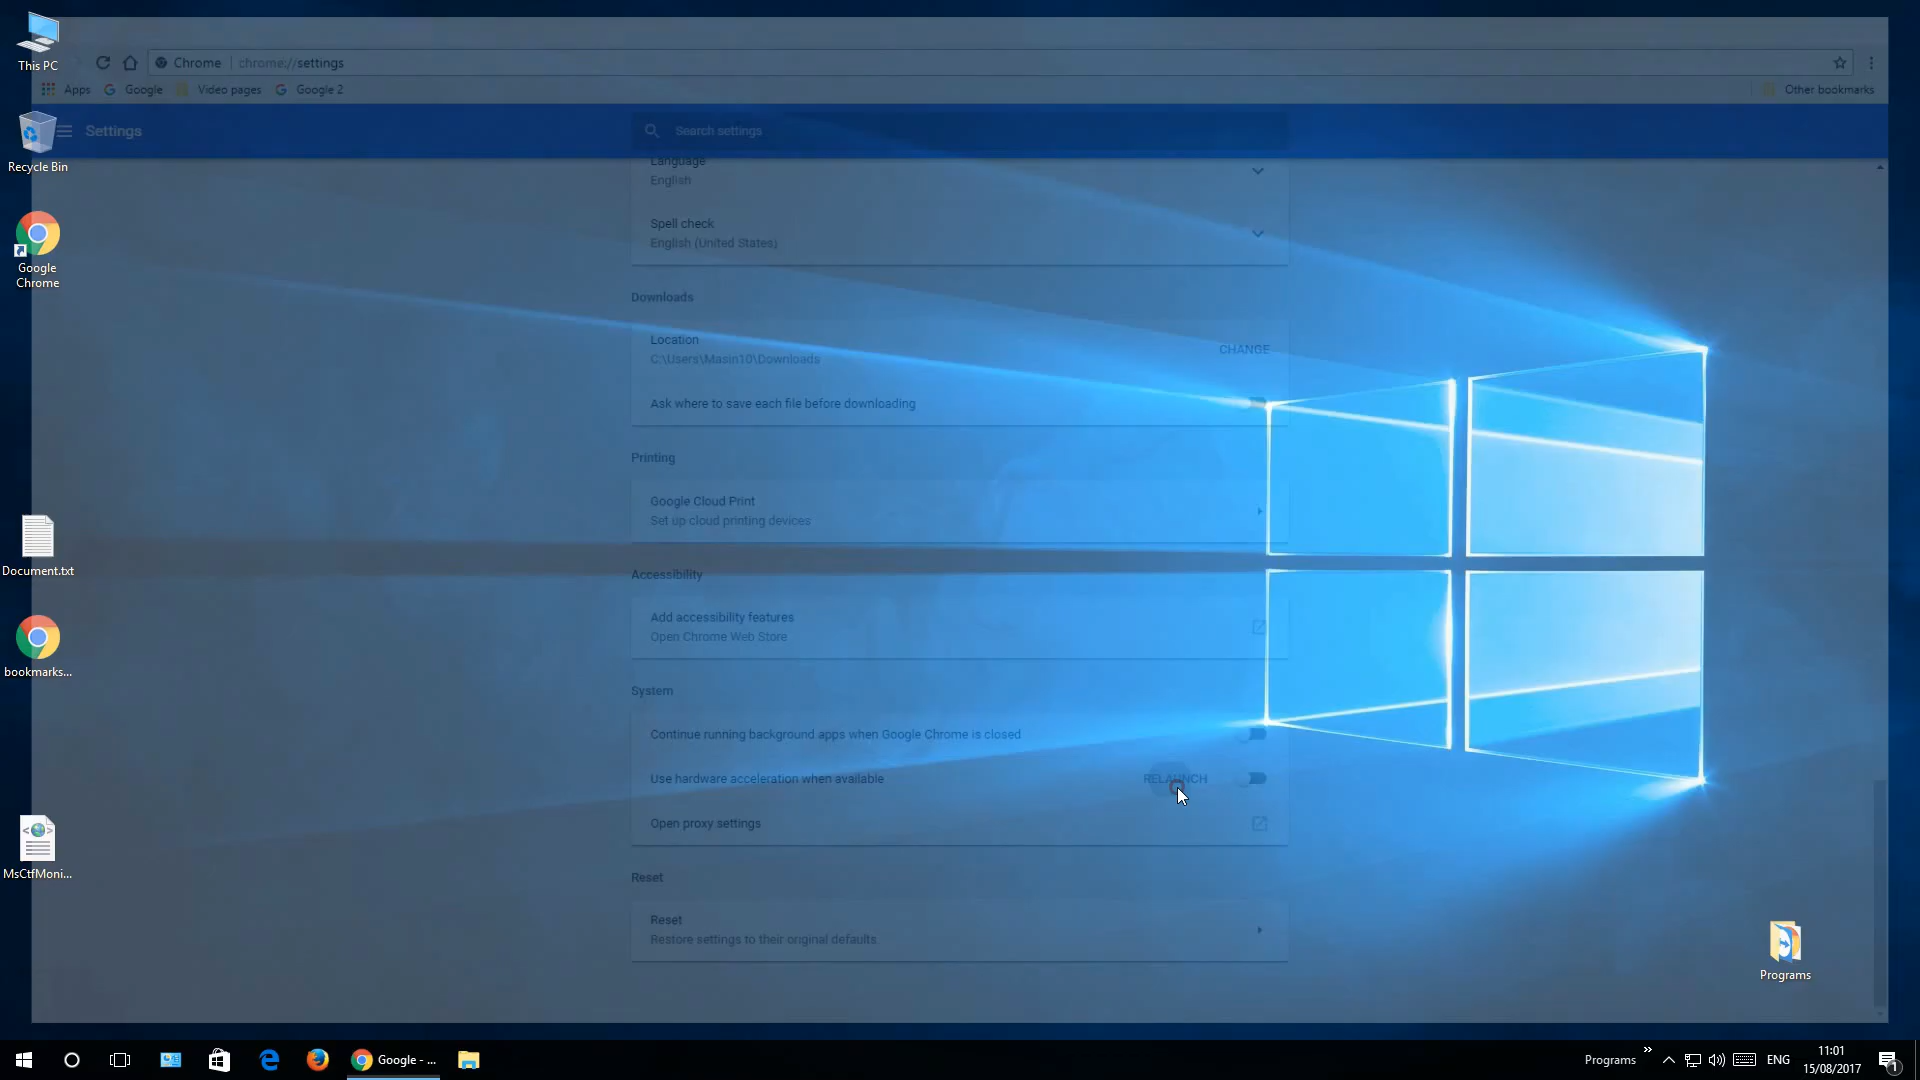 This PC
Chrome
chrome://settings
Apps
Google
Video pages
Google 2
Other bookmarks
Settings
Search settings
Recycle Bin
Language
English
Spell check
English (United States)
Google
Chrome
Downloads
Location
C:\Users\Masin10\Downloads
CHANGE
Ask where to save each file before downloading
Printing
Google Cloud Print
Set up cloud printing devices
Document.txt
Accessibility
Add accessibility features
Open Chrome Web Store
bookmarks...
System
Continue running background apps when Google Chrome is closed
Use hardware acceleration when available
RELAUNCH
Open proxy settings
MsCtfMoni...
Reset
Reset
Restore settings to their original defaults.
Programs
Google - ...
Programs
ENG
11:01
15/08/2017
1